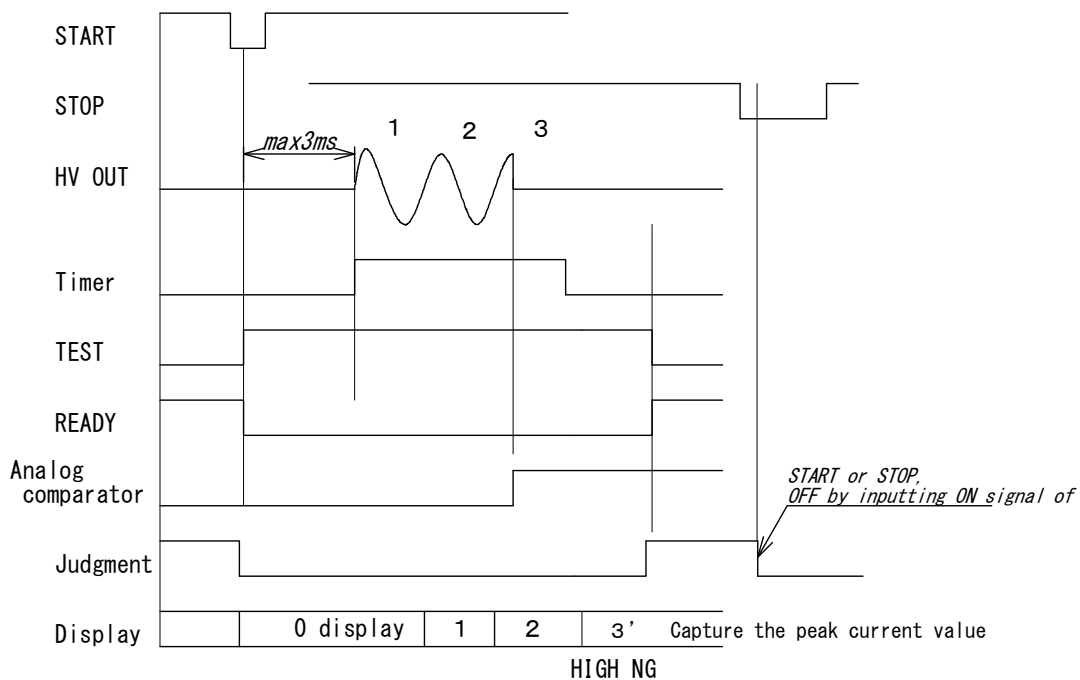 START
STOP
1 2 3
max3ms
HV OUT
Timer
TEST
READY
Analog
comparator
START or STOP,
OFF by inputting ON signal of
Judgment
Display 0 display 1 2 3' Capture the peak current value
HIGH NG